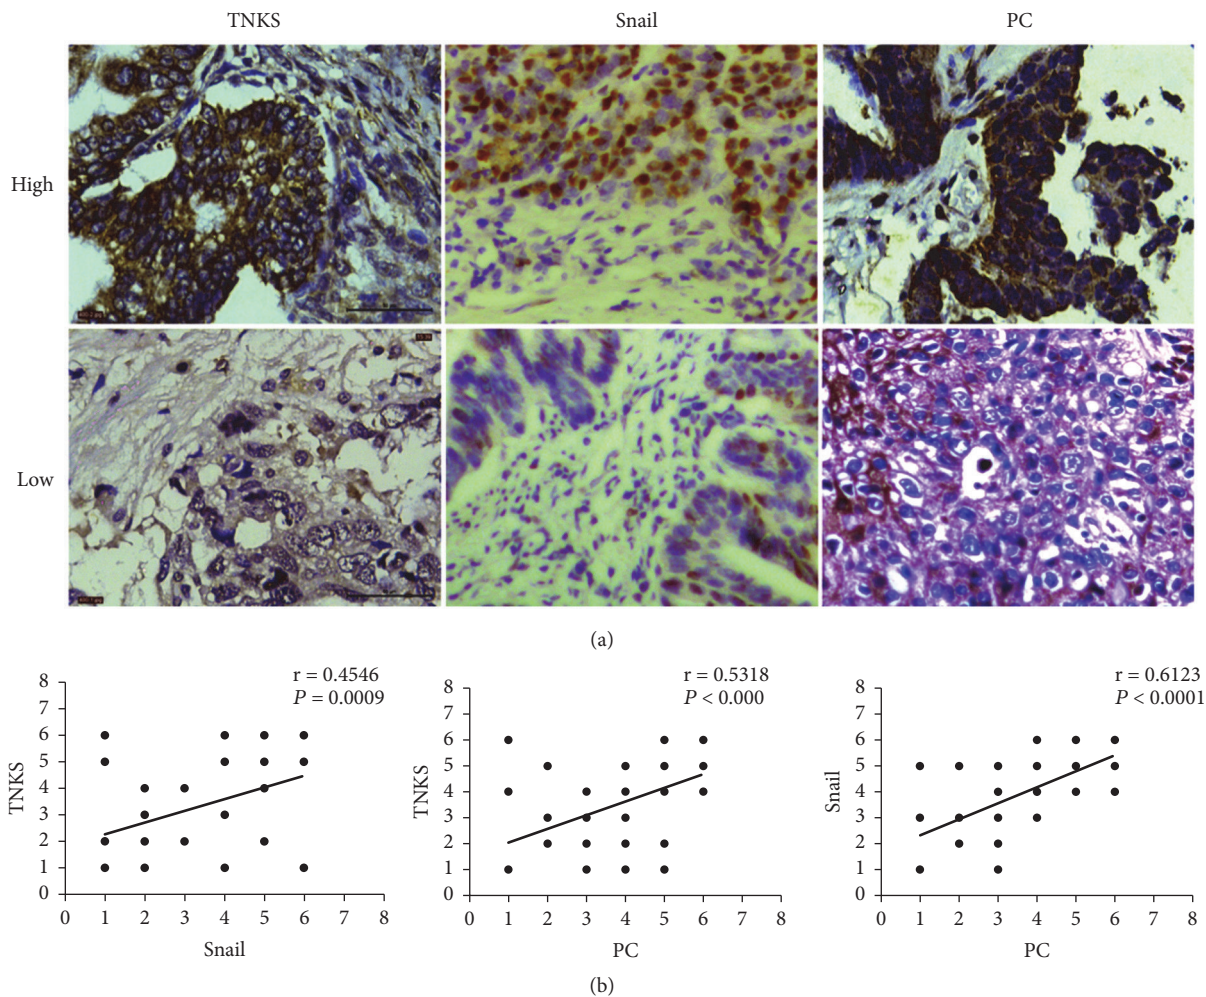 TNKS Snail PC
High
Low
(a)
r = 0.4546
P = 0.0009
8
7
6
5
4
3
2
1
0
TNKS
0 1 2 3 4 5 6 7 8
Snail
r = 0.5318
P < 0.000
8
7
6
5
4
3
2
1
0
TNKS
0 1 2 3 4 5 6 7 8
PC
r = 0.6123
P < 0.0001
8
7
6
5
4
3
2
1
0
Snail
0 1 2 3 4 5 6 7 8
PC
(b)